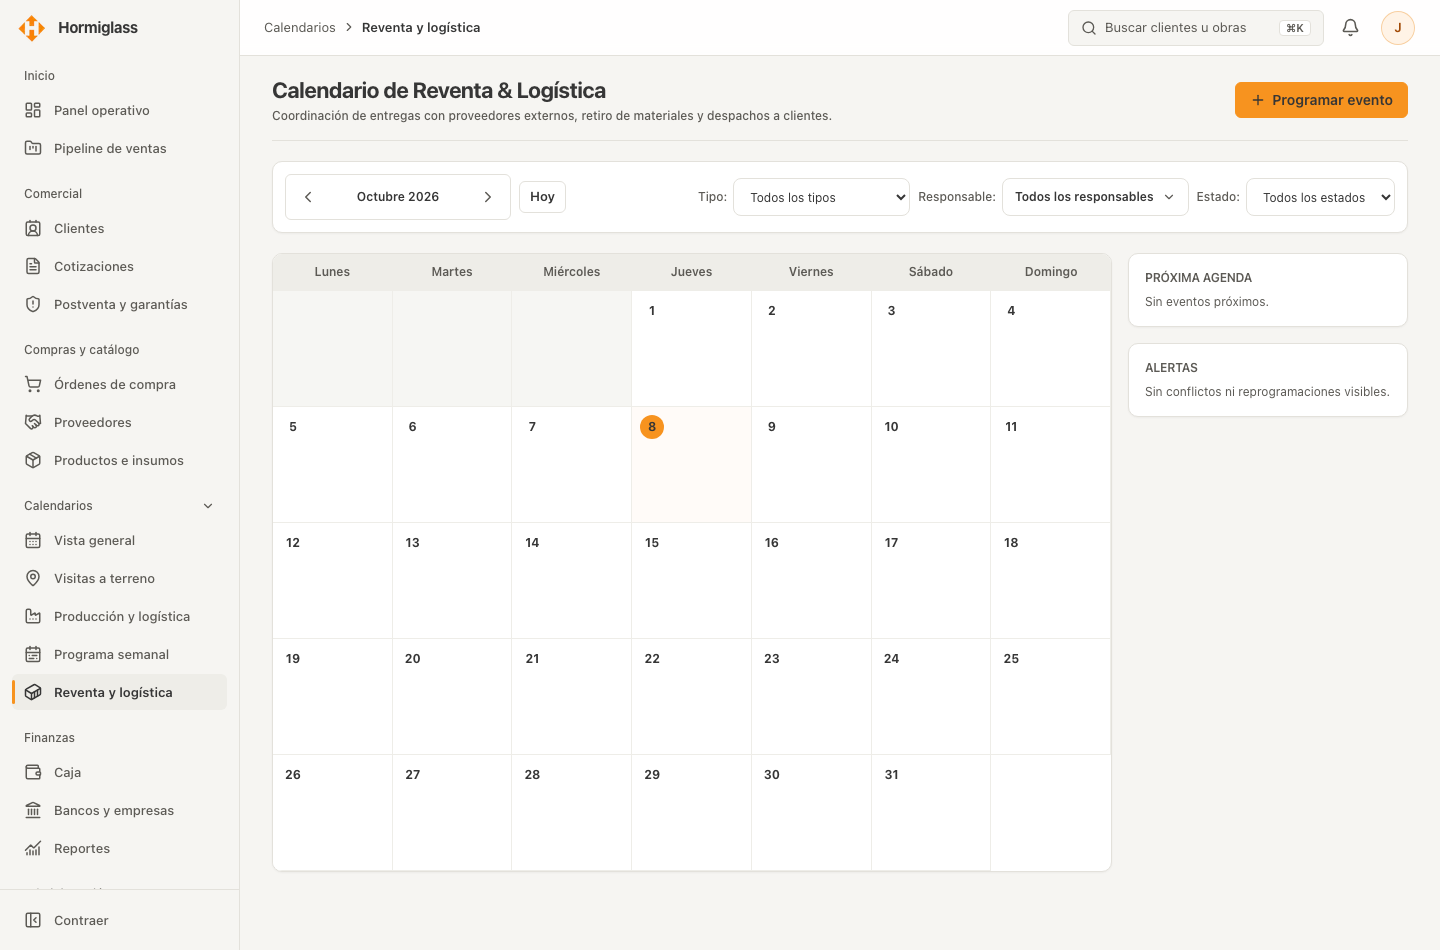 Hormiglass
Inicio
Panel operativo
Pipeline de ventas
Comercial
Clientes
Cotizaciones
Postventa y garantías
Compras y catálogo
Órdenes de compra
Proveedores
Productos e insumos
Calendarios
Vista general
Visitas a terreno
Producción y logística
Programa semanal
Reventa y logística
Finanzas
Caja
Bancos y empresas
Reportes
Contraer
Calendarios > Reventa y logística
Buscar clientes u obras ⌘K
J
Calendario de Reventa & Logística
Coordinación de entregas con proveedores externos, retiro de materiales y despachos a clientes.
+ Programar evento
Octubre 2026
Hoy
Tipo: Todos los tipos
Responsable: Todos los responsables
Estado: Todos los estados
Lunes Martes Miércoles Jueves Viernes Sábado Domingo
1 2 3 4
5 6 7 8 9 10 11
12 13 14 15 16 17 18
19 20 21 22 23 24 25
26 27 28 29 30 31
PRÓXIMA AGENDA
Sin eventos próximos.
ALERTAS
Sin conflictos ni reprogramaciones visibles.